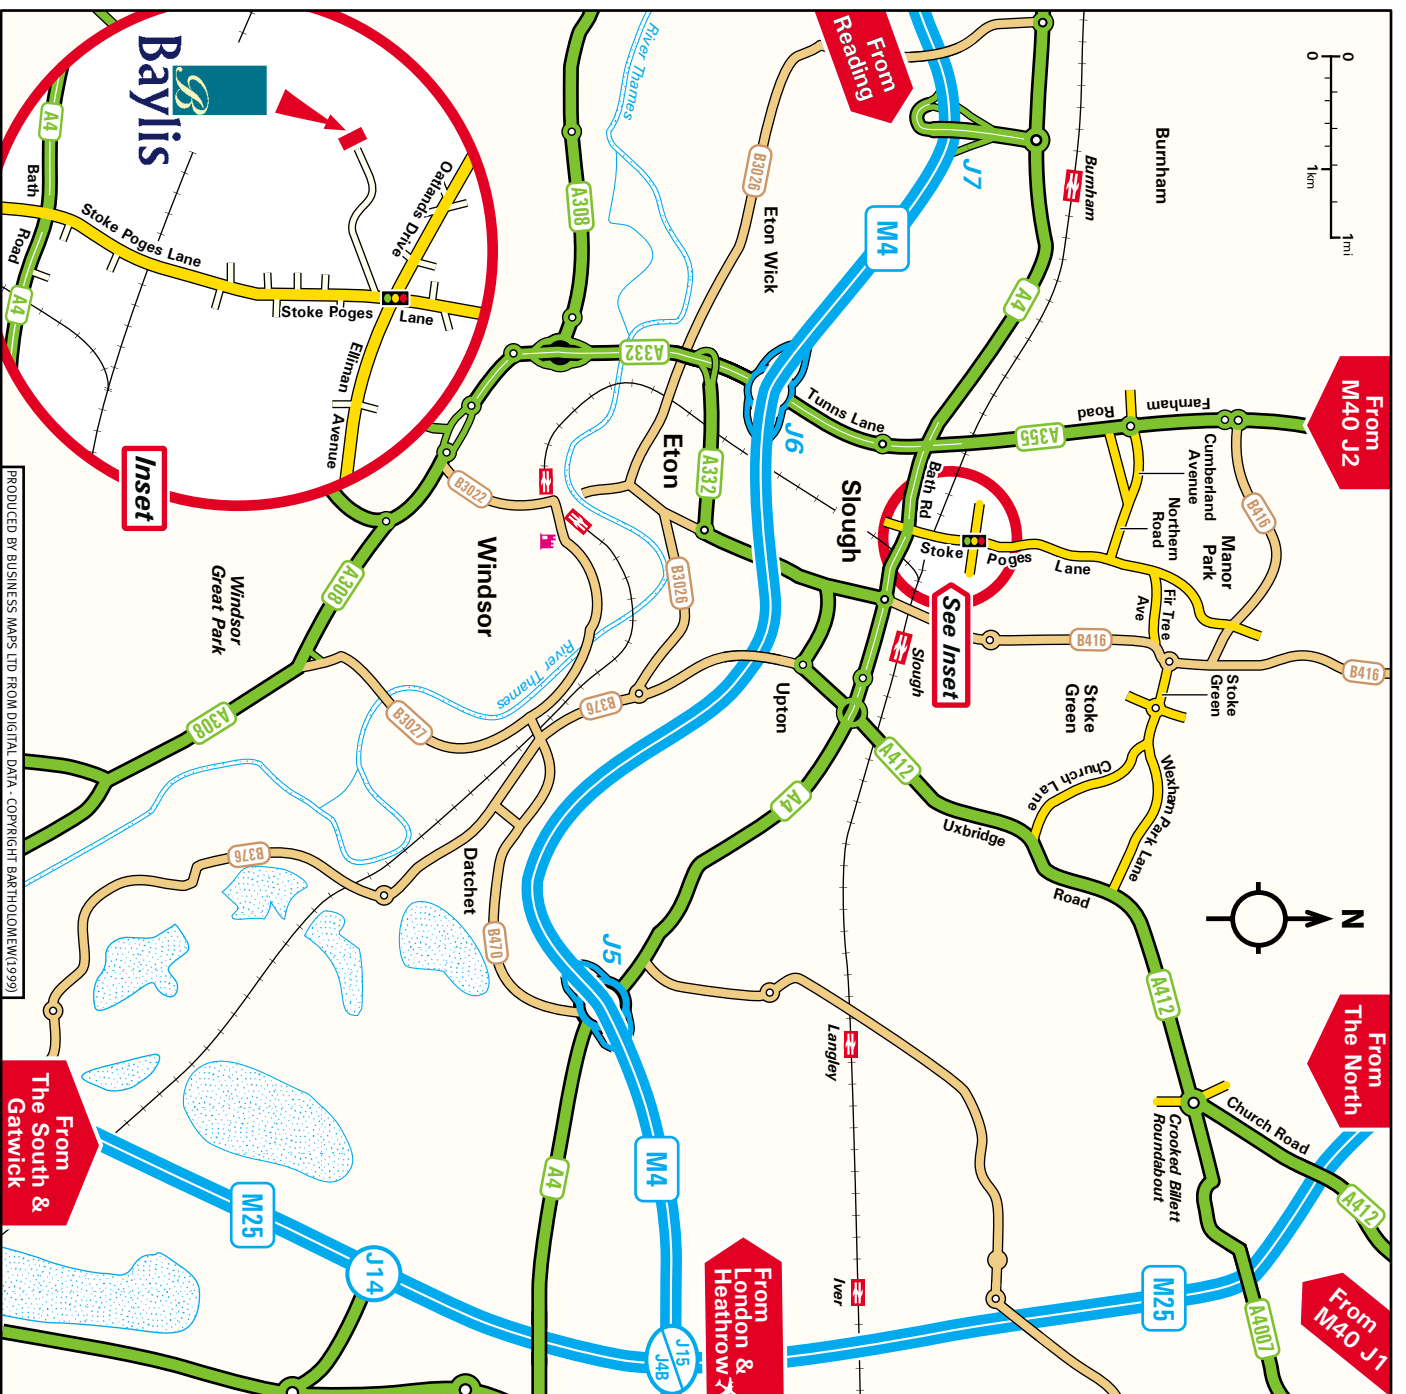 From
Reading
From
M40 J2
From
The North
From
M40 J1
From
London &
Heathrow
From
The South &
Gatwick
0
1km
0
1mi
N
Burnham
Burnham
J7
M4
A4
B3026
Eton Wick
River Thames
A308
A332
Tunns Lane
J6
A332
Eton
Slough
Bath Rd
A355
Farnham
Road
Cumberland
Avenue
Northern
Road
Manor
Park
B416
Stoke
Poges
Lane
Fir Tree
Ave
B416
B416
See Inset
Slough
Stoke
Green
Stoke
Green
Wexham Park Lane
Church Lane
Upton
A412
A4
Uxbridge
Road
A412
Church Road
Crooked Billett
Roundabout
A412
A4007
M25
Langley
Iver
B3022
Windsor
B3026
River Thames
B376
B3027
A308
Windsor
Great Park
A308
Datchet
B376
B470
J5
A4
M4
M25
J14
J15
J4B
Baylis
B
A4
Bath
Road
A4
Stoke Poges Lane
Oatlands Drive
Stoke Poges
Lane
Elliman
Avenue
Inset
PRODUCED BY BUSINESS MAPS LTD FROM DIGITAL DATA - COPYRIGHT BARTHOLOMEW(1999)